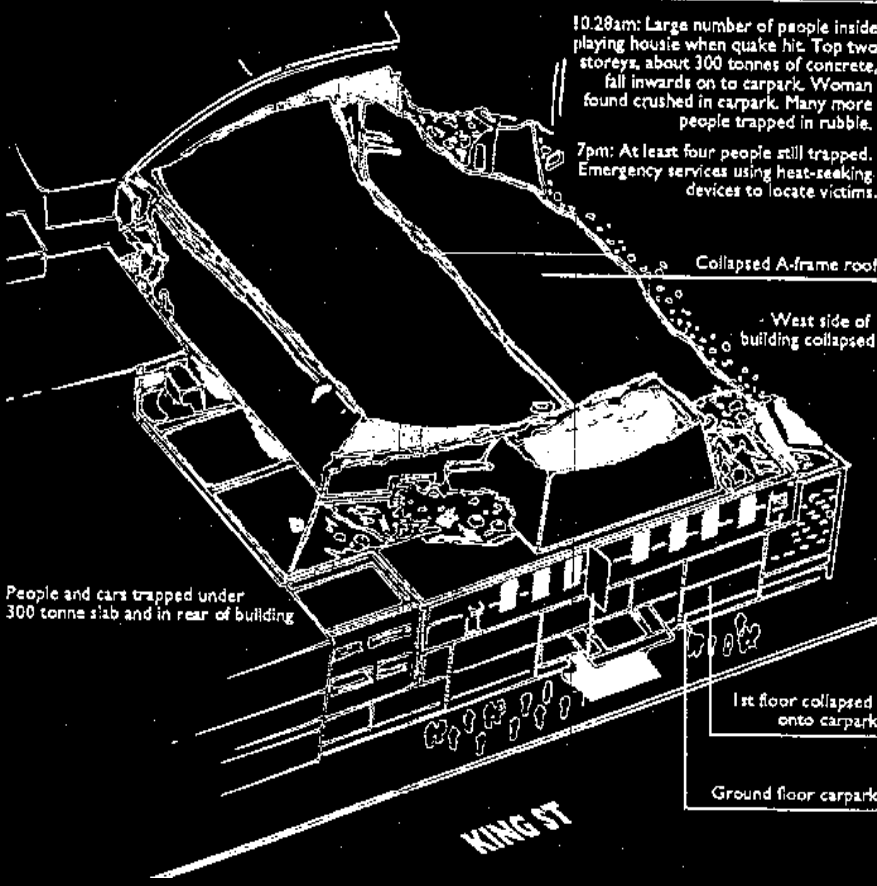 10.28am: Large number of people inside
playing housie when quake hit. Top two
storeys, about 300 tonnes of concrete,
fall inwards on to carpark. Woman
found crushed in carpark. Many more
people trapped in rubble.
7pm: At least four people still trapped.
Emergency services using heat-seeking
devices to locate victims.
Collapsed A-frame roof
West side of
building collapsed
People and cars trapped under
300 tonne slab and in rear of building
1st floor collapsed
onto carpark
Ground floor carpark
KING ST